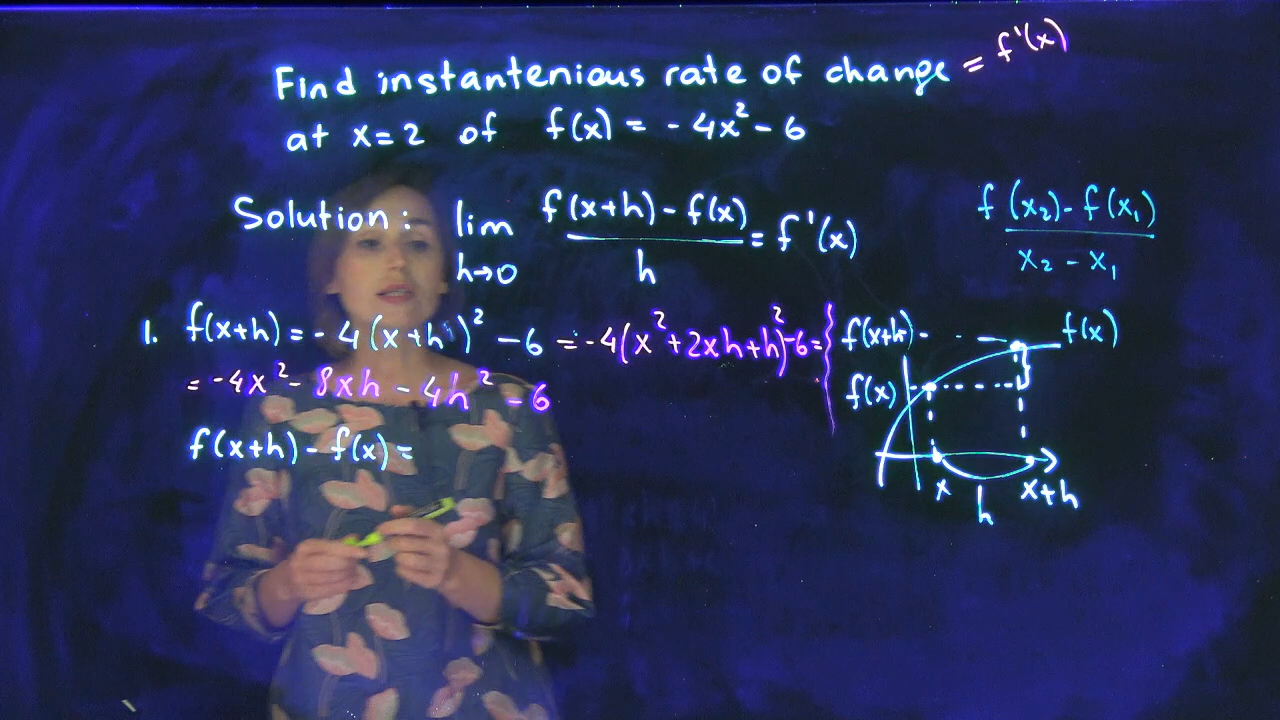 Find instantenious rate of change = f'(x)
at x=2 of f(x) = -4x² - 6
Solution: lim h→0 (f(x+h) - f(x))/h = f'(x)
(f(x₂) - f(x₁))/(x₂ - x₁)
1. f(x+h) = -4(x+h)² - 6 = -4(x²+2xh+h²)-6=
= -4x² - 8xh - 4h² - 6
f(x+h) - f(x) =
f(x+h)
f(x)
f(x)
x
x+h
h